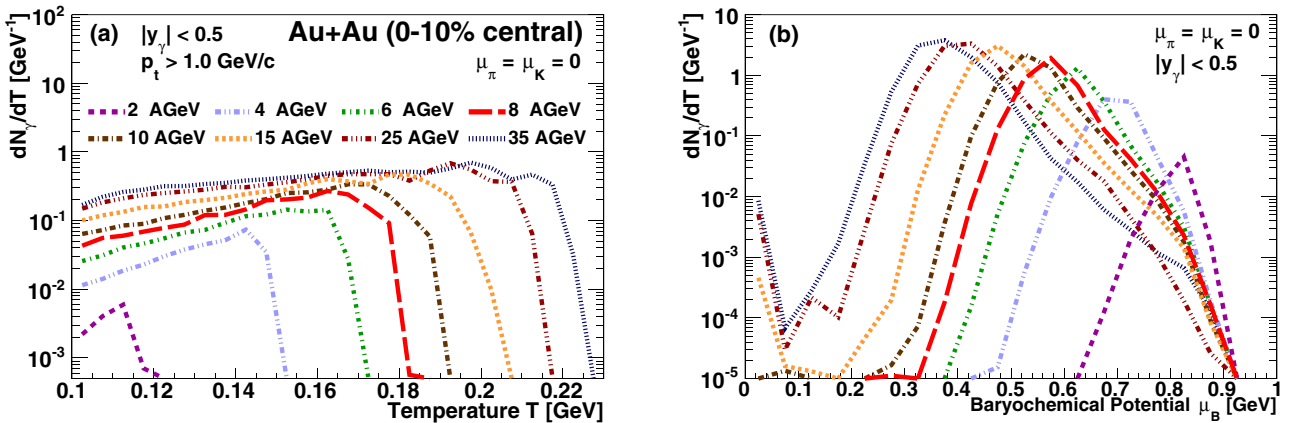 (a) |y_γ| < 0.5 Au+Au (0-10% central)
p_t > 1.0 GeV/c μ_π = μ_K = 0
2 AGeV 4 AGeV 6 AGeV 8 AGeV
10 AGeV 15 AGeV 25 AGeV 35 AGeV
dN_γ/dT [GeV⁻¹]
10²
10
1
10⁻¹
10⁻²
10⁻³
0.1 0.12 0.14 0.16 0.18 0.2 0.22
Temperature T [GeV]
(b) μ_π = μ_K = 0
|y_γ| < 0.5
dN_γ/dT [GeV⁻¹]
10
1
10⁻¹
10⁻²
10⁻³
10⁻⁴
10⁻⁵
0 0.1 0.2 0.3 0.4 0.5 0.6 0.7 0.8 0.9 1
Baryochemical Potential μ_B [GeV]